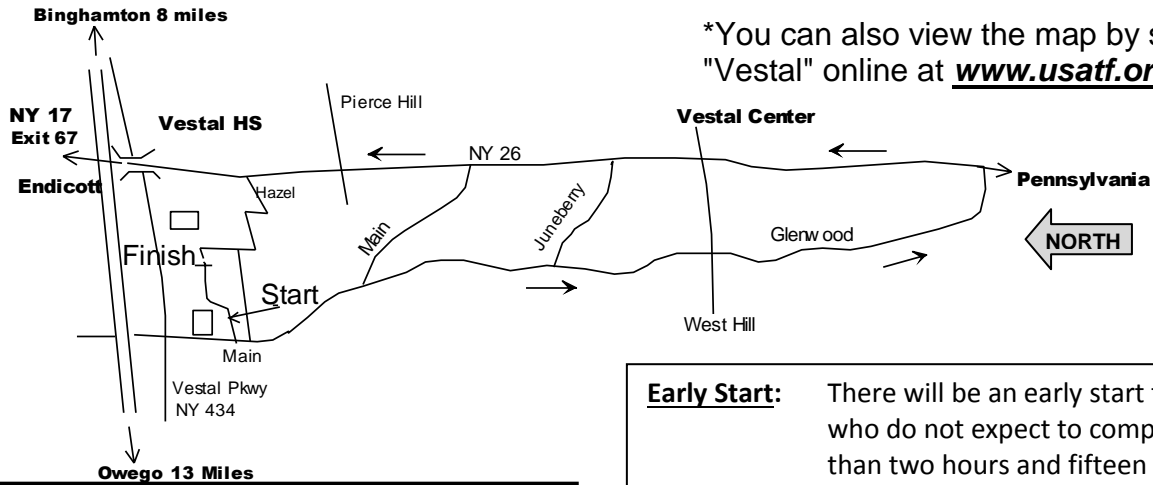 Binghamton 8 miles
*You can also view the map by s
"Vestal" online at www.usatf.or
NY 17
Exit 67
Vestal HS
Pierce Hill
Vestal Center
NY 26
Endicott
Hazel
Pennsylvania
Main
Juneberry
Glenwood
NORTH
Finish
Start
West Hill
Main
Vestal Pkwy
NY 434
Early Start: There will be an early start
who do not expect to comp
than two hours and fifteen
Owego 13 Miles